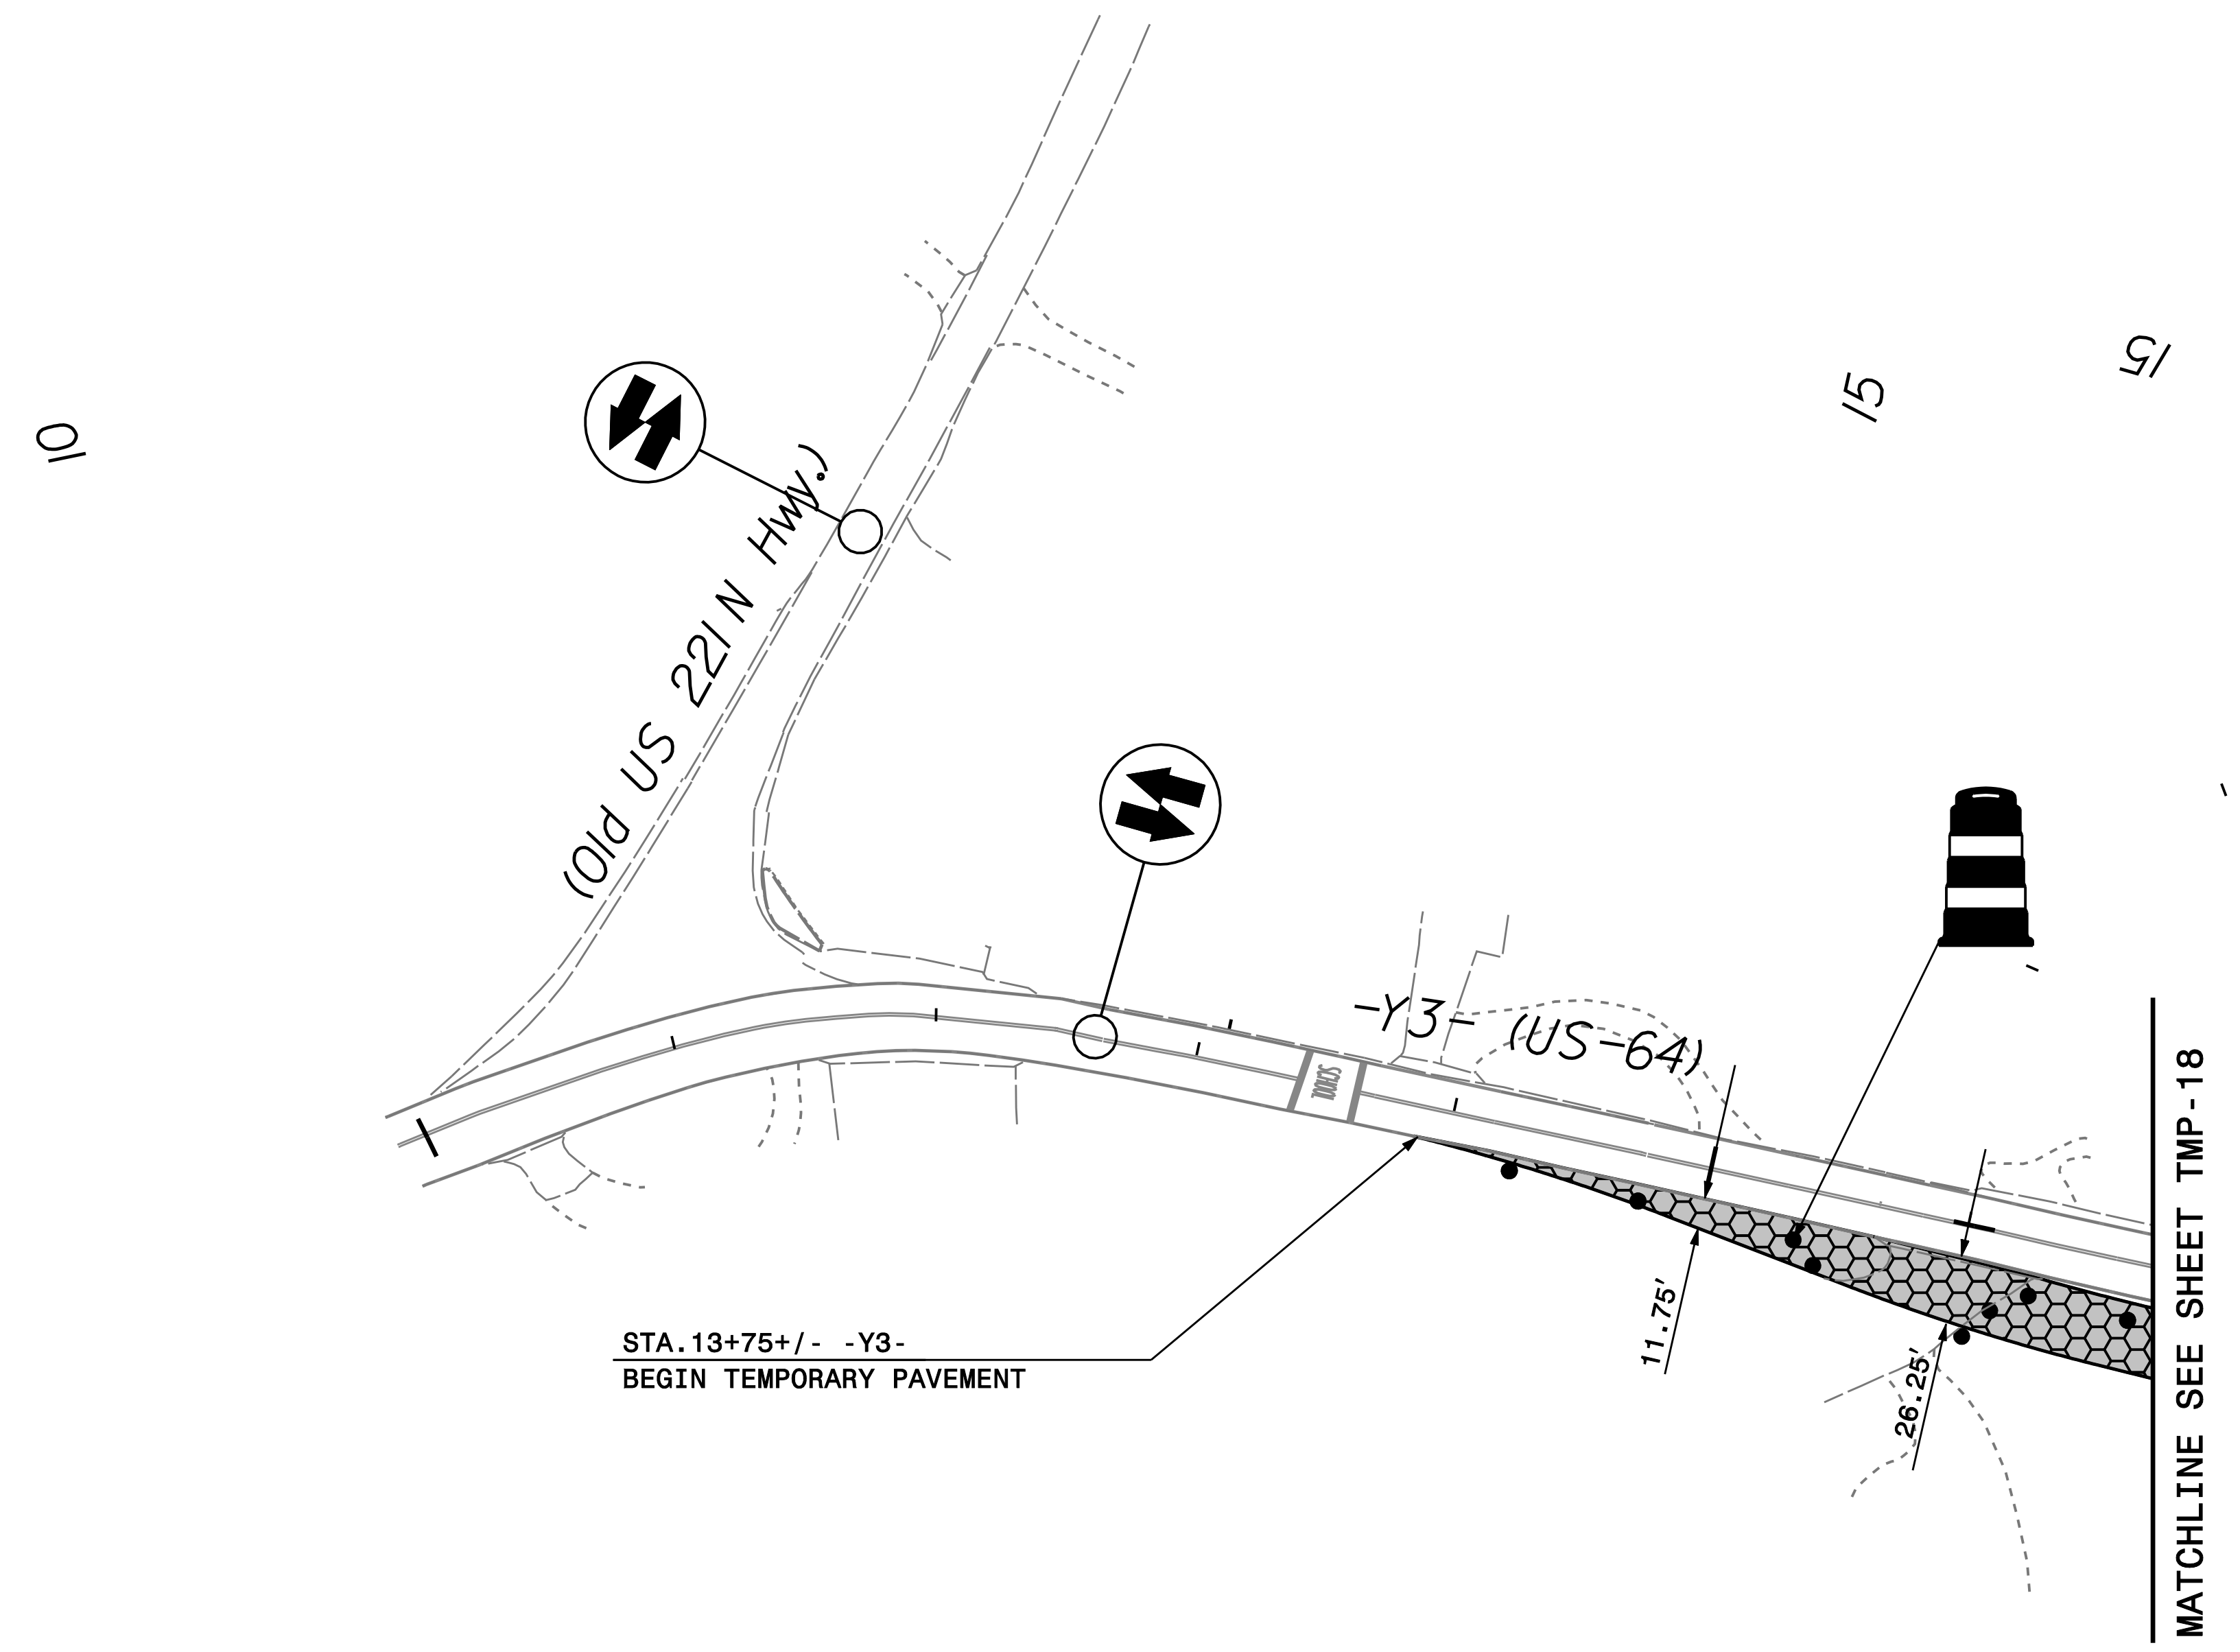 10
(Old US 221 N Hwy.)
15
15
-Y3- (US-64)
STA.13+75+/- -Y3-
BEGIN TEMPORARY PAVEMENT
11.75'
26.25'
MATCHLINE SEE SHEET TMP-18